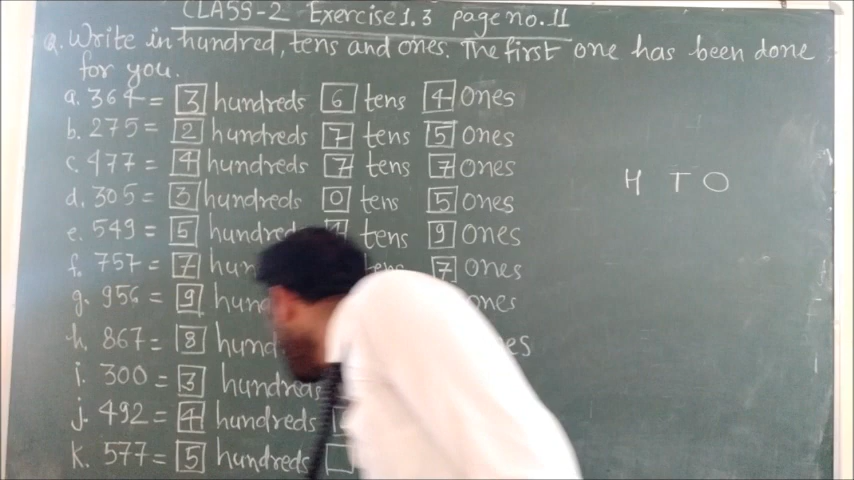 CLASS-2 Exercise 1.3 page no. 11
Q. Write in hundred, tens and ones. The first one has been done
for you.
a. 364 = 3 hundreds 6 tens 4 Ones
b. 275 = 2 hundreds 7 tens 5 Ones
c. 477 = 4 hundreds 7 tens 7 Ones
H T O
d. 305 = 3 hundreds 0 tens 5 Ones
e. 549 = 5 hundreds 4 tens 9 Ones
f. 757 = 7 hun tens 7 Ones
g. 956 = 9 hund ones
h. 867 = 8 hund es
i. 300 = 3 hundreds
j. 492 = 4 hundreds
k. 577 = 5 hundreds